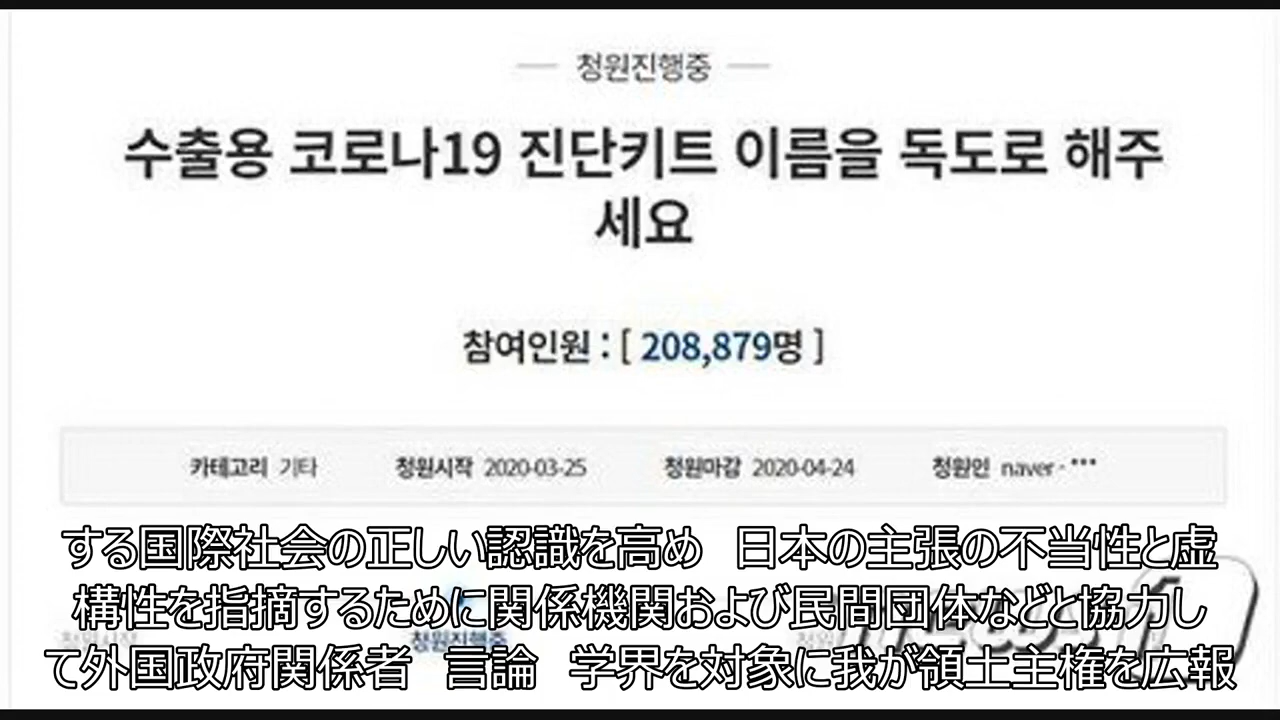 청원진행중
수출용 코로나19 진단키트 이름을 독도로 해주
세요
참여인원 : [ 208,879명 ]
카테고리 기타 청원시작 2020-03-25 청원마감 2020-04-24 청원인 naver - ***
する国際社会の正しい認識を高め 日本の主張の不当性と虚
構性を指摘するために関係機関および民間団体などと協力し
청원진행중
て外国政府関係者 言論 学界を対象に我が領土主権を広報